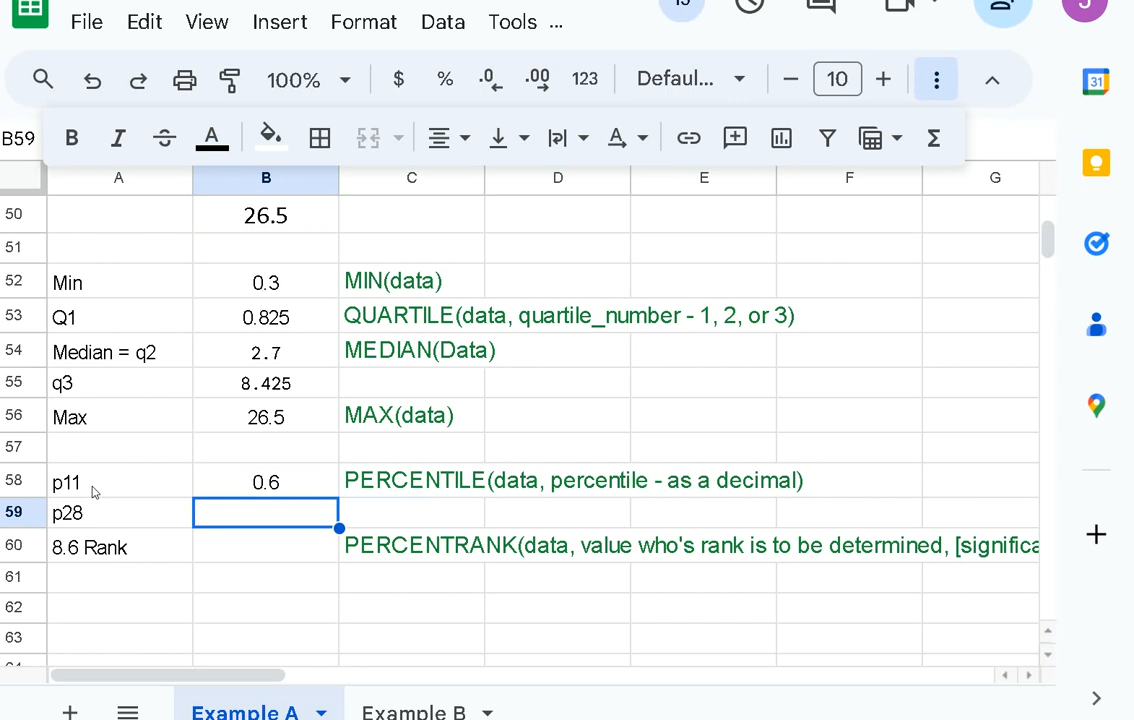 File Edit View Insert Format Data Tools ...
100% $ % .0 .00 123 Defaul... 10
31
B59 B I A A Σ
A B C D E F G
50 26.5
51
52 Min 0.3 MIN(data)
53 Q1 0.825 QUARTILE(data, quartile_number - 1, 2, or 3)
54 Median = q2 2.7 MEDIAN(Data)
55 q3 8.425
56 Max 26.5 MAX(data)
57
58 p11 0.6 PERCENTILE(data, percentile - as a decimal)
59 p28
60 8.6 Rank PERCENTRANK(data, value who's rank is to be determined, [significa
61
62
63
Example A Example B